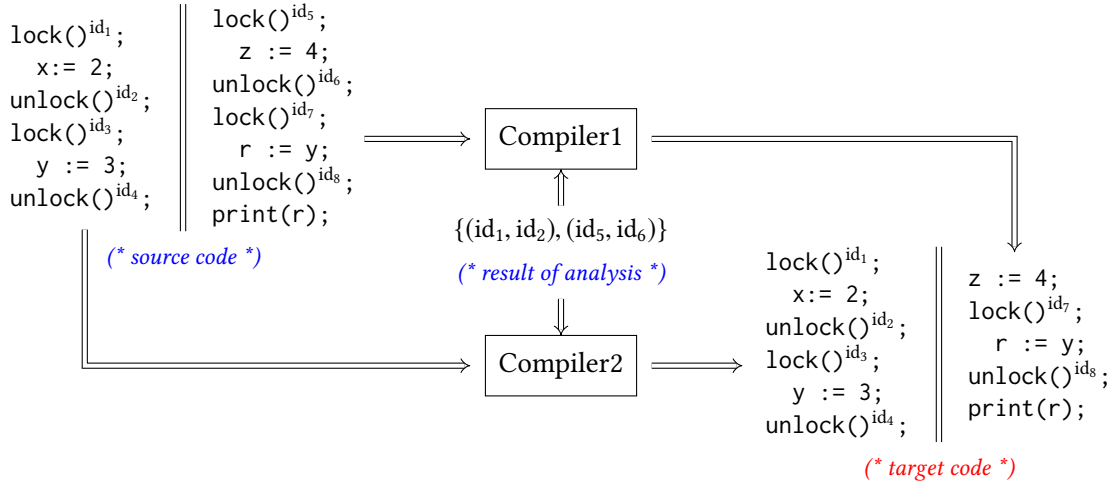 lock()^id₁;
x:= 2;
unlock()^id₂;
lock()^id₃;
y := 3;
unlock()^id₄;
lock()^id₅;
z := 4;
unlock()^id₆;
lock()^id₇;
r := y;
unlock()^id₈;
print(r);
(* source code *)
Compiler1
{(id₁, id₂), (id₅, id₆)}
(* result of analysis *)
Compiler2
lock()^id₁;
x:= 2;
unlock()^id₂;
lock()^id₃;
y := 3;
unlock()^id₄;
z := 4;
lock()^id₇;
r := y;
unlock()^id₈;
print(r);
(* target code *)